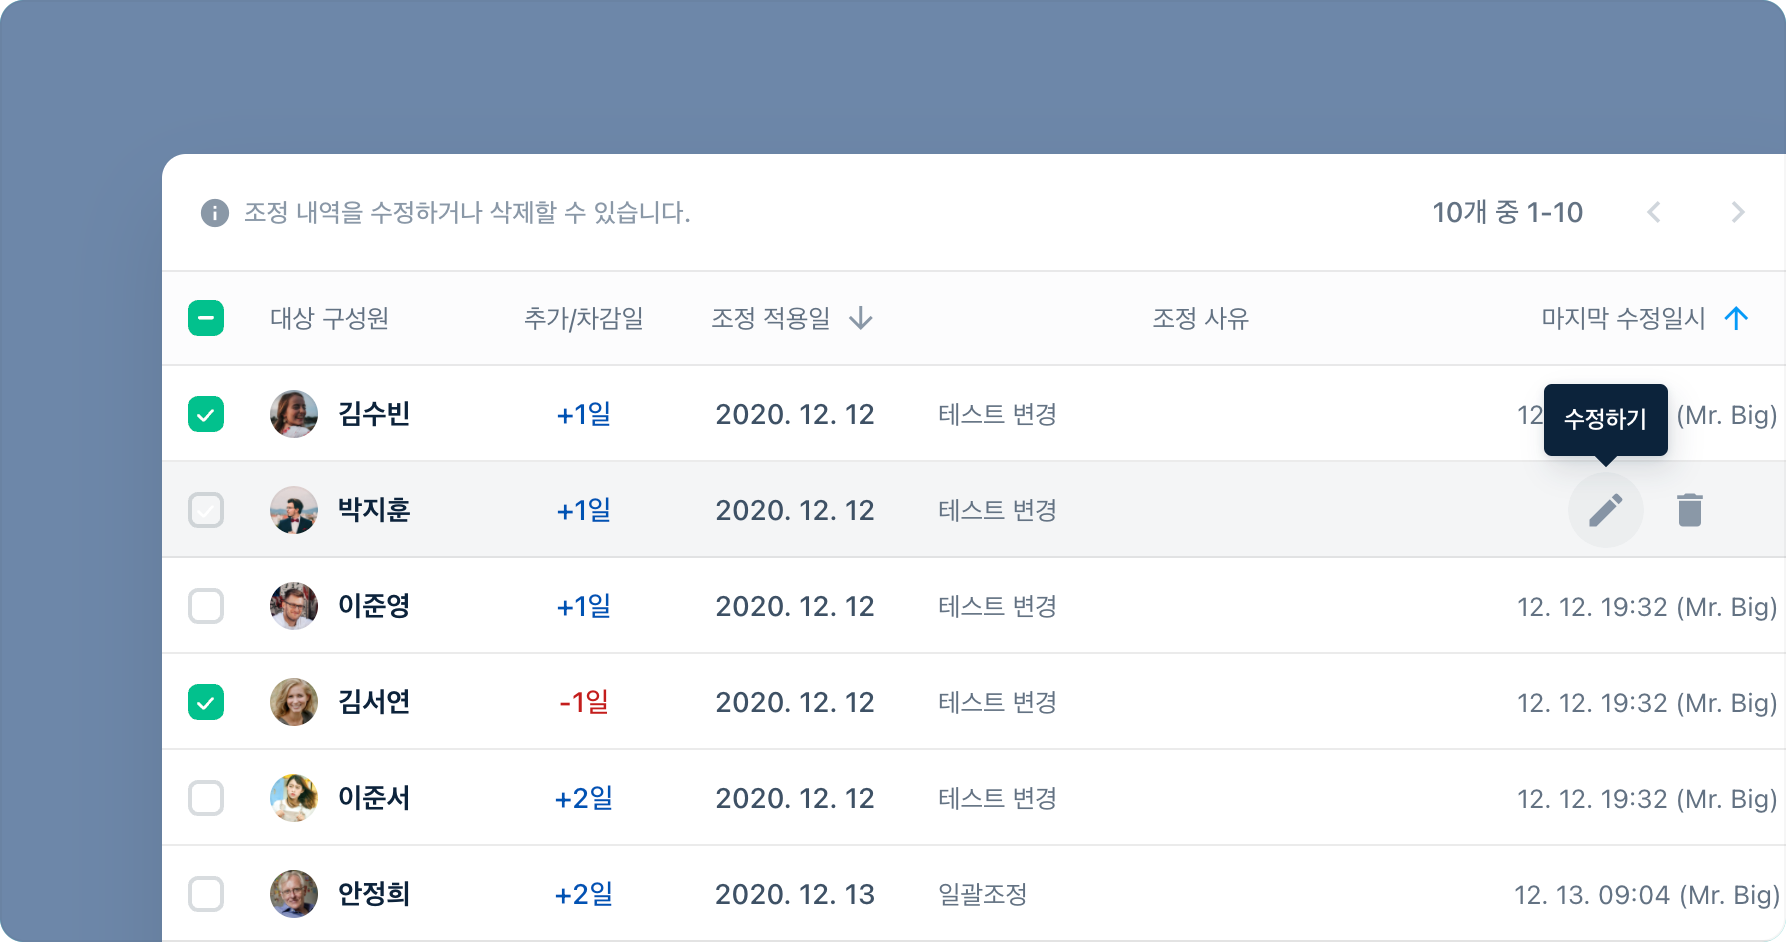 조정 내역을 수정하거나 삭제할 수 있습니다.
10개 중 1-10
대상 구성원 추가/차감일 조정 적용일 조정 사유 마지막 수정일시
김수빈 +1일 2020. 12. 12 테스트 변경 12 (Mr. Big)
수정하기
박지훈 +1일 2020. 12. 12 테스트 변경
이준영 +1일 2020. 12. 12 테스트 변경 12. 12. 19:32 (Mr. Big)
김서연 -1일 2020. 12. 12 테스트 변경 12. 12. 19:32 (Mr. Big)
이준서 +2일 2020. 12. 12 테스트 변경 12. 12. 19:32 (Mr. Big)
안정희 +2일 2020. 12. 13 일괄조정 12. 13. 09:04 (Mr. Big)